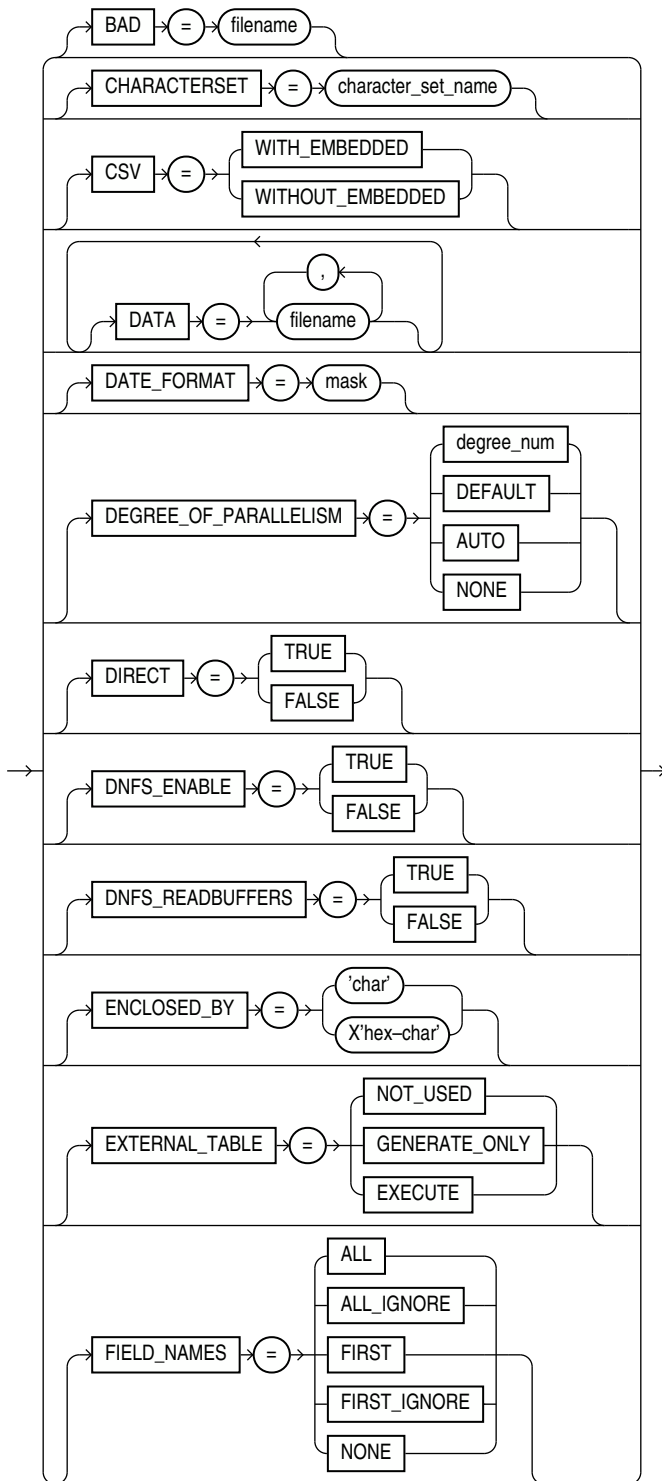 BAD = filename
CHARACTERSET = character_set_name
CSV = WITH_EMBEDDED
WITHOUT_EMBEDDED
,
DATA = filename
DATE_FORMAT = mask
degree_num
DEFAULT
DEGREE_OF_PARALLELISM =
AUTO
NONE
TRUE
DIRECT =
FALSE
TRUE
DNFS_ENABLE =
FALSE
TRUE
DNFS_READBUFFERS =
FALSE
'char'
ENCLOSED_BY =
X'hex–char'
NOT_USED
EXTERNAL_TABLE = GENERATE_ONLY
EXECUTE
ALL
ALL_IGNORE
FIELD_NAMES = FIRST
FIRST_IGNORE
NONE